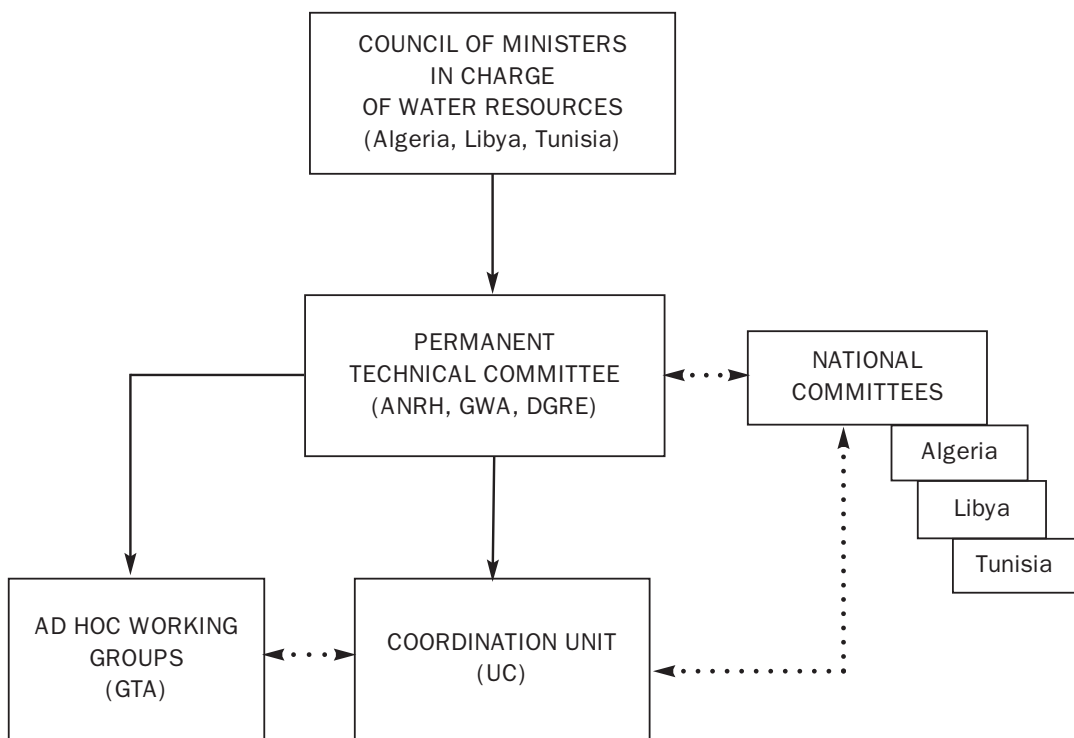 COUNCIL OF MINISTERS
IN CHARGE
OF WATER RESOURCES
(Algeria, Libya, Tunisia)
PERMANENT
TECHNICAL COMMITTEE
(ANRH, GWA, DGRE)
NATIONAL
COMMITTEES
Algeria
Libya
Tunisia
AD HOC WORKING
GROUPS
(GTA)
COORDINATION UNIT
(UC)